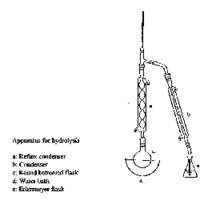 Apparatus for hydrolysis
a: Reflux condenser
b: Condenser
c: Round bottomed flask
d: Water bath
e: Erlenmeyer flask